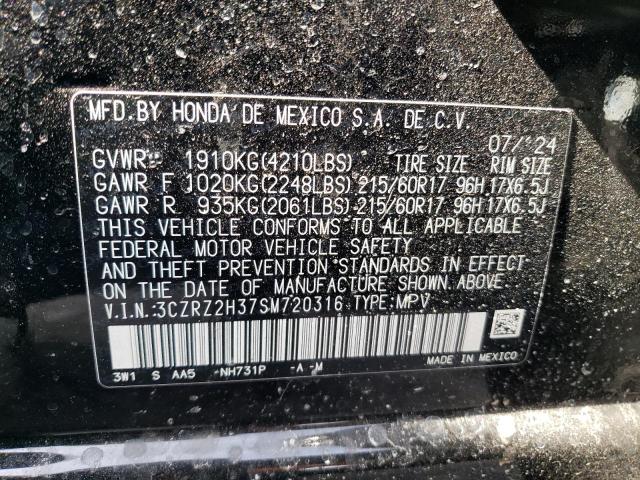 MFD.BY HONDA DE MEXICO S.A. DE C.V.
07/ 24
GVWR: 1910KG(4210LBS) TIRE SIZE RIM SIZE
GAWR F 1020KG(2248LBS) 215/60R17 96H 17X6.5J
GAWR R 935KG(2061LBS) 215/60R17 96H 17X6.5J
THIS VEHICLE CONFORMS TO ALL APPLICABLE
FEDERAL MOTOR VEHICLE SAFETY
AND THEFT PREVENTION STANDARDS IN EFFECT
ON THE DATE OF MANUFACTURE SHOWN ABOVE.
V.I.N.:3CZRZ2H37SM720316 TYPE:MPV
MADE IN MEXICO
3W1 S AA5 -NH731P -A -M